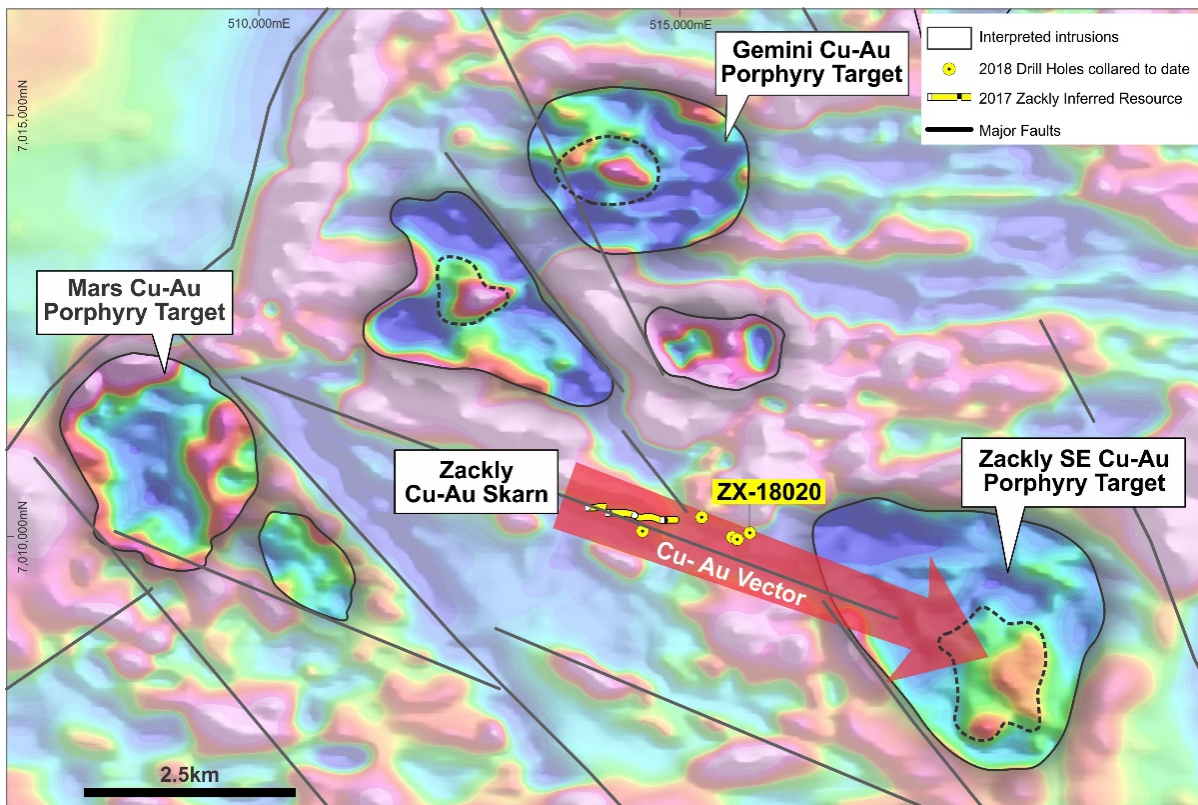 510,000mE
515,000mE
7,015,000mN
7,010,000mN
Interpreted intrusions
2018 Drill Holes collared to date
2017 Zackly Inferred Resource
Major Faults
Gemini Cu-Au
Porphyry Target
Mars Cu-Au
Porphyry Target
Zackly
Cu-Au Skarn
ZX-18020
Zackly SE Cu-Au
Porphyry Target
Cu- Au Vector
2.5km